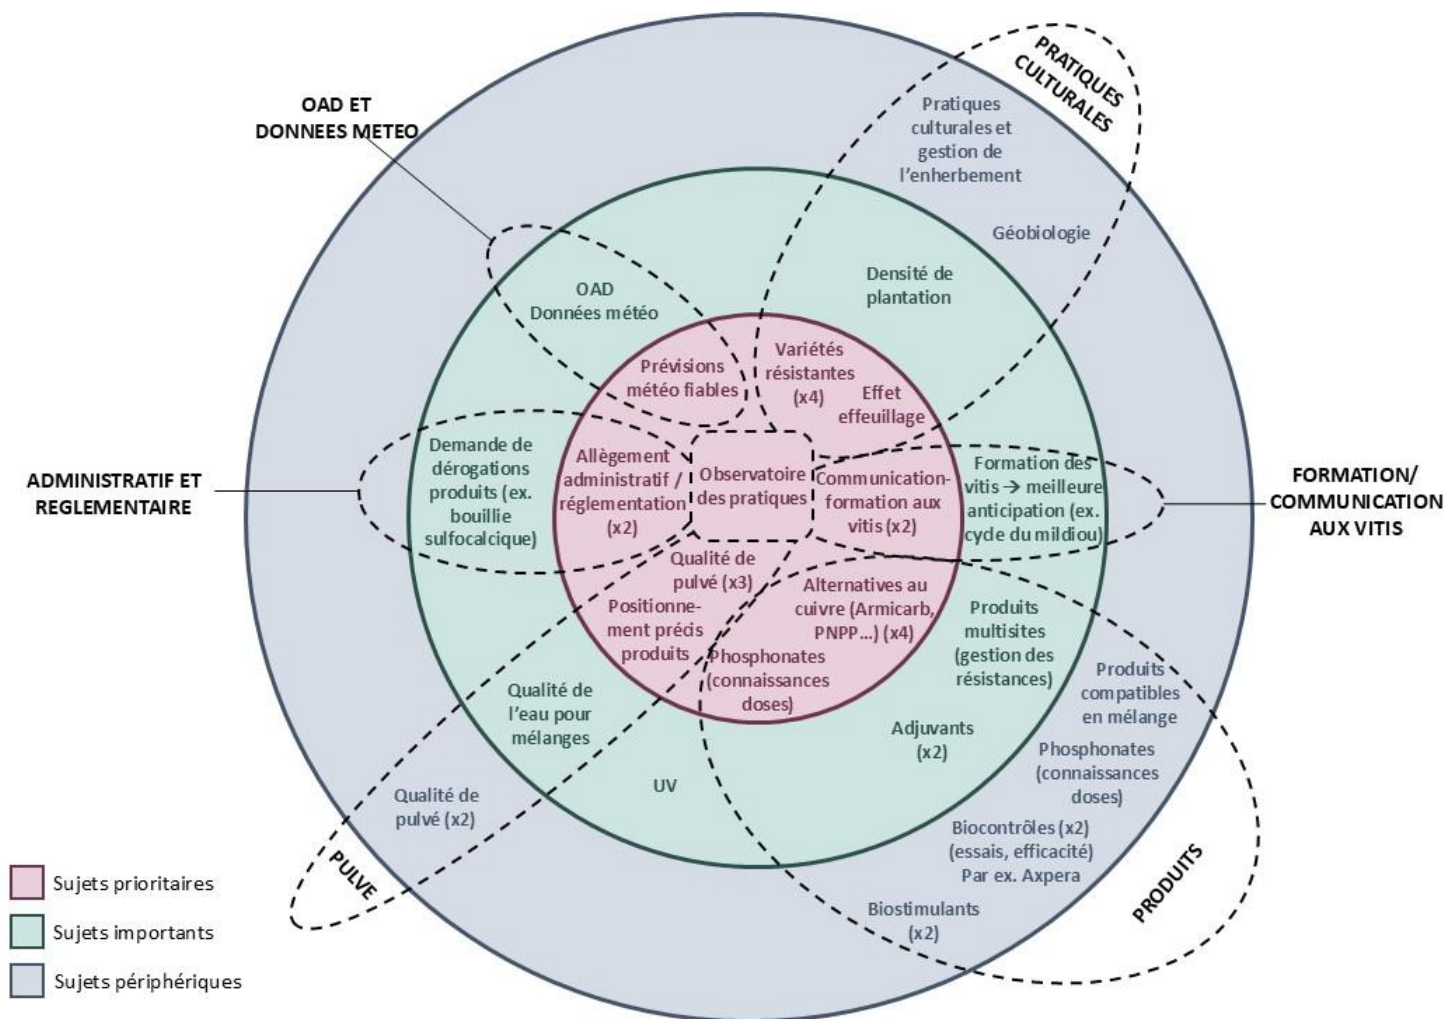 PRATIQUES
CULTURALES
OAD ET
DONNEES METEO
Pratiques
culturales et
gestion de
l'enherbement
Géobiologie
Densité de
plantation
OAD
Données météo
Prévisions
météo fiables
Variétés
résistantes
(x4)
Effet
effeuillage
ADMINISTRATIF ET
REGLEMENTAIRE
Demande de
dérogations
produits (ex.
bouillie
sulfocalcique)
Allègement
administratif /
réglementation
(x2)
Observatoire
des pratiques
Communication-
formation aux
vitis (x2)
Formation des
vitis → meilleure
anticipation (ex.
cycle du mildiou)
FORMATION/
COMMUNICATION
AUX VITIS
Qualité de
pulvé (x3)
Positionne-
ment précis
produits
Alternatives au
cuivre (Armicarb,
PNPP...) (x4)
Phosphonates
(connaissances
doses)
Produits
multisites
(gestion des
résistances)
Produits
compatibles
en mélange
Qualité de
l'eau pour
mélanges
Adjuvants
(x2)
UV
Phosphonates
(connaissances
doses)
Qualité de
pulvé (x2)
Biocontrôles (x2)
(essais, efficacité)
Par ex. Axpera
Biostimulants
(x2)
PULVE
PRODUITS
Sujets prioritaires
Sujets importants
Sujets périphériques